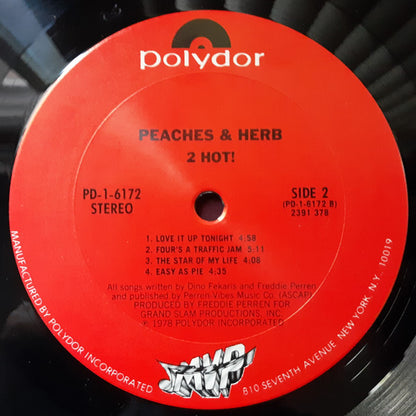 polydor
PEACHES & HERB
2 HOT!
PD-1-6172
STEREO
SIDE 2
(PD-1-6172 B)
2391 378
1. LOVE IT UP TONIGHT 4:58
2. FOUR'S A TRAFFIC JAM 5:11
3. THE STAR OF MY LIFE 4:08
4. EASY AS PIE 4:35
All songs written by Dino Fekaris and Freddie Perren
and published by Perren-Vibes Music Co. (ASCAP)
PRODUCED BY FREDDIE PERREN FOR
GRAND SLAM PRODUCTIONS, INC.
℗ 1978 POLYDOR INCORPORATED
MVP
MANUFACTURED BY POLYDOR INCORPORATED
810 SEVENTH AVENUE, NEW YORK, N.Y. 10019